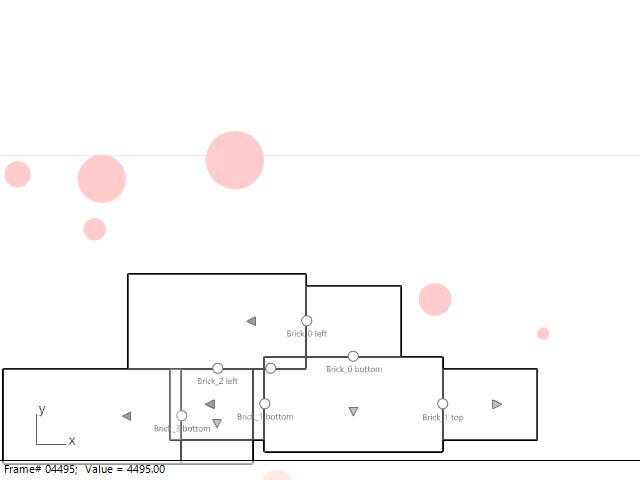 Brick_0 left
Brick_0 bottom
Brick_2 left
y
Brick_1 bottom
Brick_1 top
Brick_3 bottom
x
Frame# 04495; Value = 4495.00